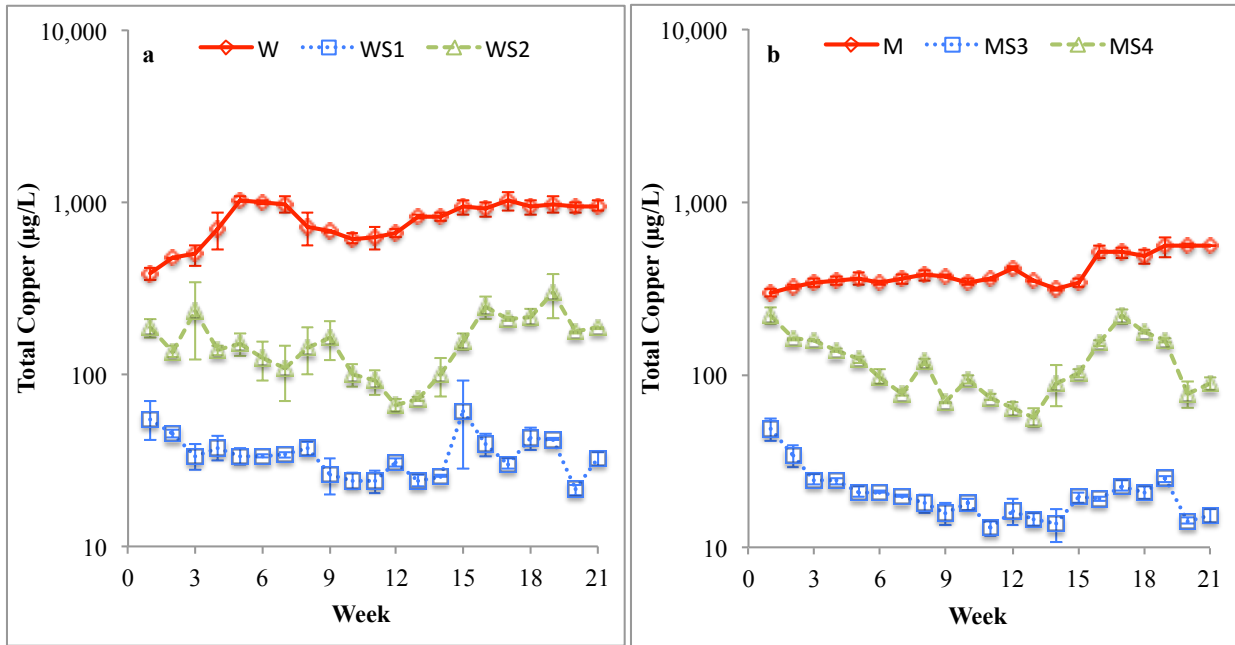 a
W WS1 WS2
Total Copper (µg/L)
10,000
1,000
100
10
0 3 6 9 12 15 18 21
Week
b
M MS3 MS4
Total Copper (µg/L)
10,000
1,000
100
10
0 3 6 9 12 15 18 21
Week